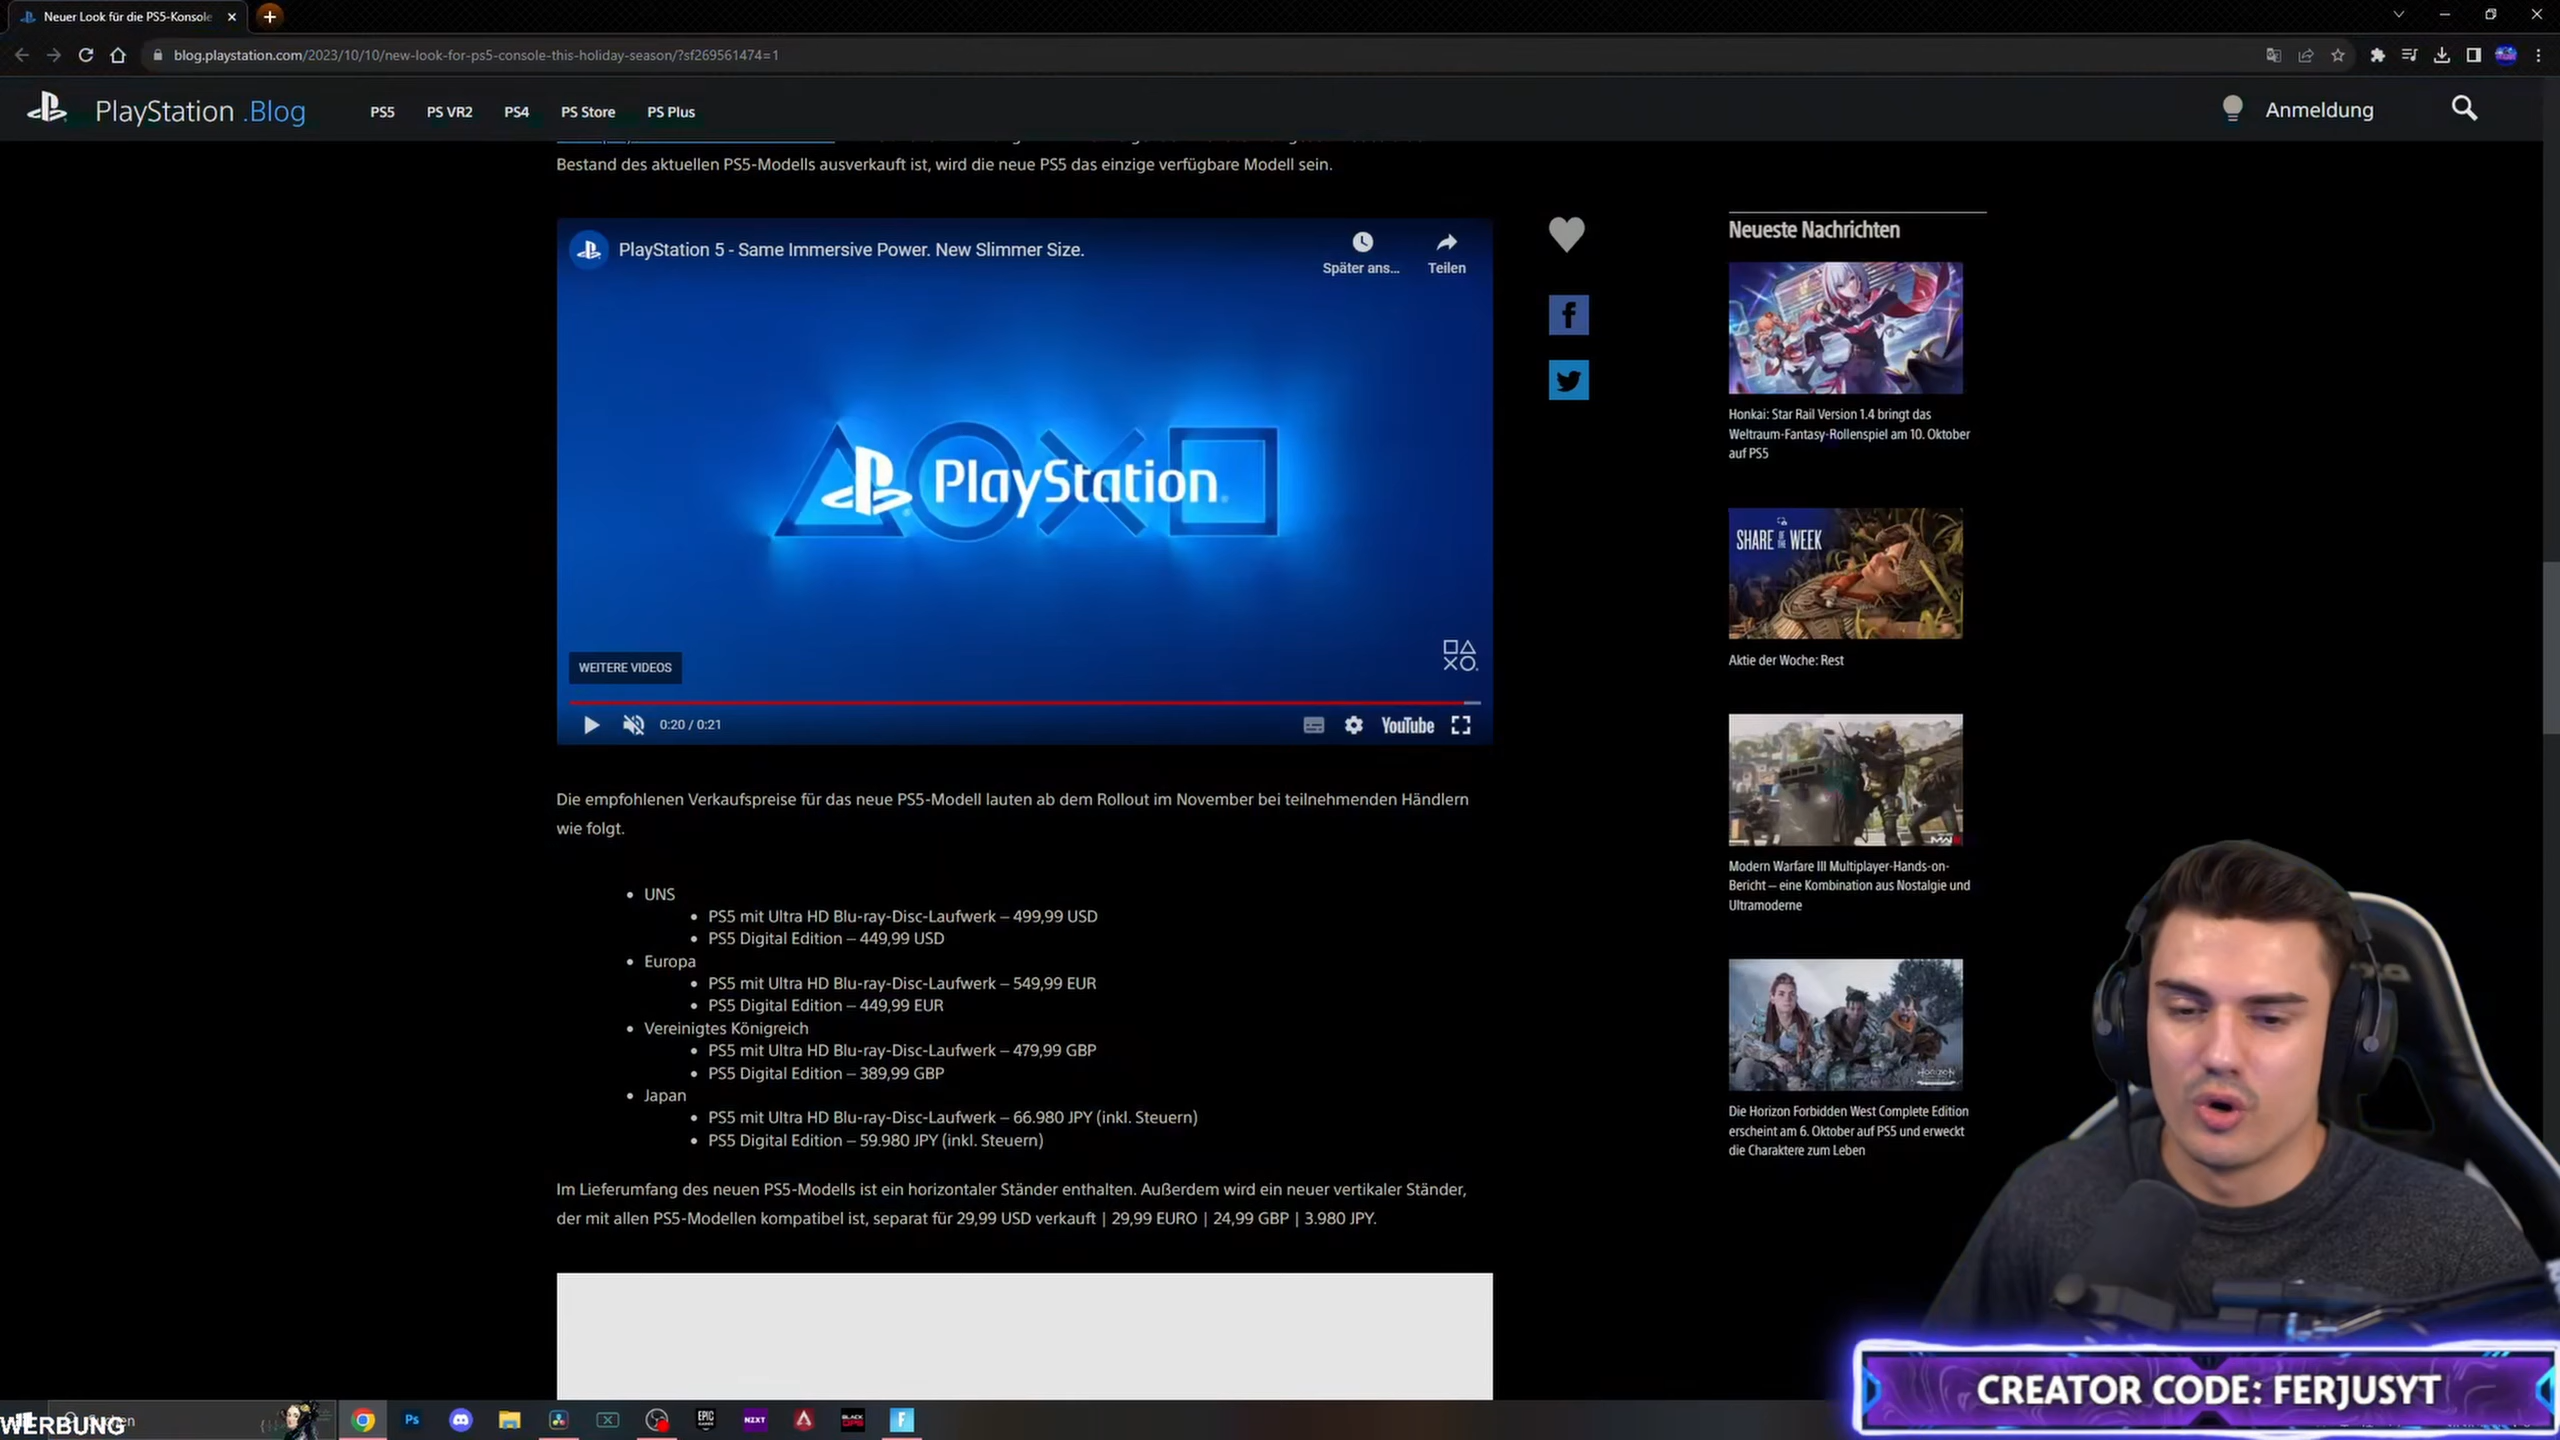 Neuer Look für die PS5-Konsole
blog.playstation.com/2023/10/10/new-look-for-ps5-console-this-holiday-season/?sf269561474=1
PlayStation .Blog
PS5
PS VR2
PS4
PS Store
PS Plus
Anmeldung
Bestand des aktuellen PS5-Modells ausverkauft ist, wird die neue PS5 das einzige verfügbare Modell sein.
PlayStation 5 - Same Immersive Power. New Slimmer Size.
Später ans...
Teilen
PlayStation
WEITERE VIDEOS
0:20 / 0:21
YouTube
Die empfohlenen Verkaufspreise für das neue PS5-Modell lauten ab dem Rollout im November bei teilnehmenden Händlern
wie folgt.
• UNS
• PS5 mit Ultra HD Blu-ray-Disc-Laufwerk – 499,99 USD
• PS5 Digital Edition – 449,99 USD
• Europa
• PS5 mit Ultra HD Blu-ray-Disc-Laufwerk – 549,99 EUR
• PS5 Digital Edition – 449,99 EUR
• Vereinigtes Königreich
• PS5 mit Ultra HD Blu-ray-Disc-Laufwerk – 479,99 GBP
• PS5 Digital Edition – 389,99 GBP
• Japan
• PS5 mit Ultra HD Blu-ray-Disc-Laufwerk – 66.980 JPY (inkl. Steuern)
• PS5 Digital Edition – 59.980 JPY (inkl. Steuern)
Im Lieferumfang des neuen PS5-Modells ist ein horizontaler Ständer enthalten. Außerdem wird ein neuer vertikaler Ständer,
der mit allen PS5-Modellen kompatibel ist, separat für 29,99 USD verkauft | 29,99 EURO | 24,99 GBP | 3.980 JPY.
Neueste Nachrichten
Honkai: Star Rail Version 1.4 bringt das
Weltraum-Fantasy-Rollenspiel am 10. Oktober
auf PS5
SHARE OF THE WEEK
Aktie der Woche: Rest
Modern Warfare III Multiplayer-Hands-on-
Bericht – eine Kombination aus Nostalgie und
Ultramoderne
HORIZON
Die Horizon Forbidden West Complete Edition
erscheint am 6. Oktober auf PS5 und erweckt
die Charaktere zum Leben
CREATOR CODE: FERJUSYT
WERBUNG
Ps
EPIC
GAMES
NZXT
BLACK
OPS